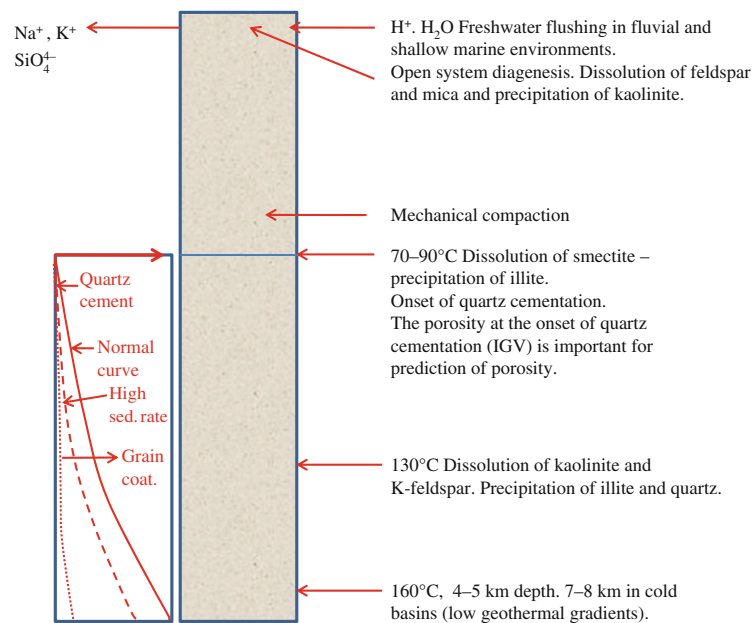 Na⁺ , K⁺
SiO₄⁴⁻
H⁺. H₂O Freshwater flushing in fluvial and
shallow marine environments.
Open system diagenesis. Dissolution of feldspar
and mica and precipitation of kaolinite.
Mechanical compaction
70–90°C Dissolution of smectite –
precipitation of illite.
Onset of quartz cementation.
The porosity at the onset of quartz
cementation (IGV) is important for
prediction of porosity.
Quartz
cement
Normal
curve
High
sed. rate
Grain
coat.
130°C Dissolution of kaolinite and
K-feldspar. Precipitation of illite and quartz.
160°C, 4–5 km depth. 7–8 km in cold
basins (low geothermal gradients).